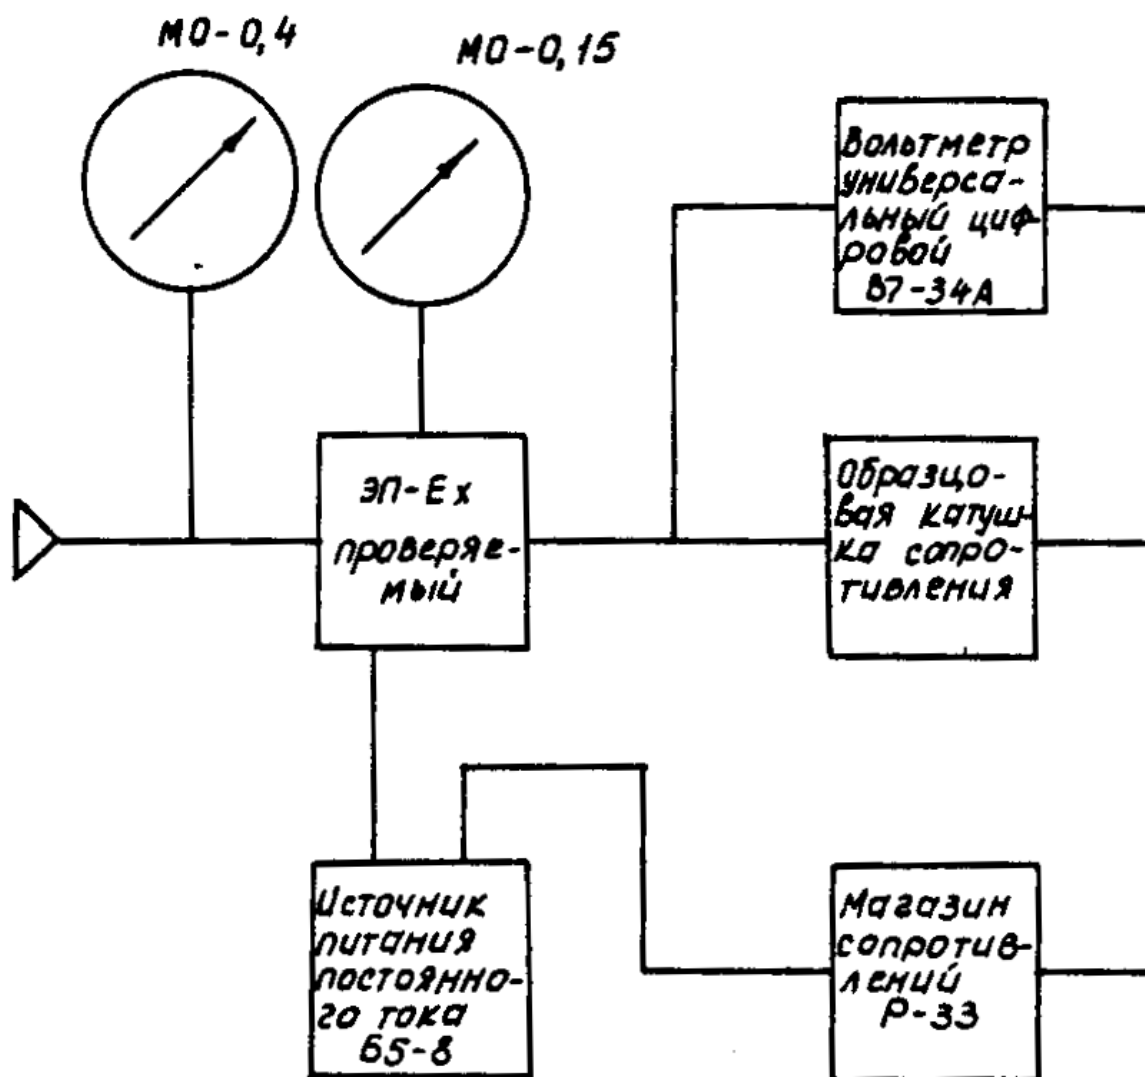 МО-0,4
МО-0,15
Вольтметр
универса-
льный циф-
ровой
В7-34А
ЭП-Ех
проверяе-
мый
Образцо-
вая катуш-
ка сопро-
тивления
Источник
питания
постоянно-
го тока
Б5-8
Магазин
сопротив-
лений
Р-33